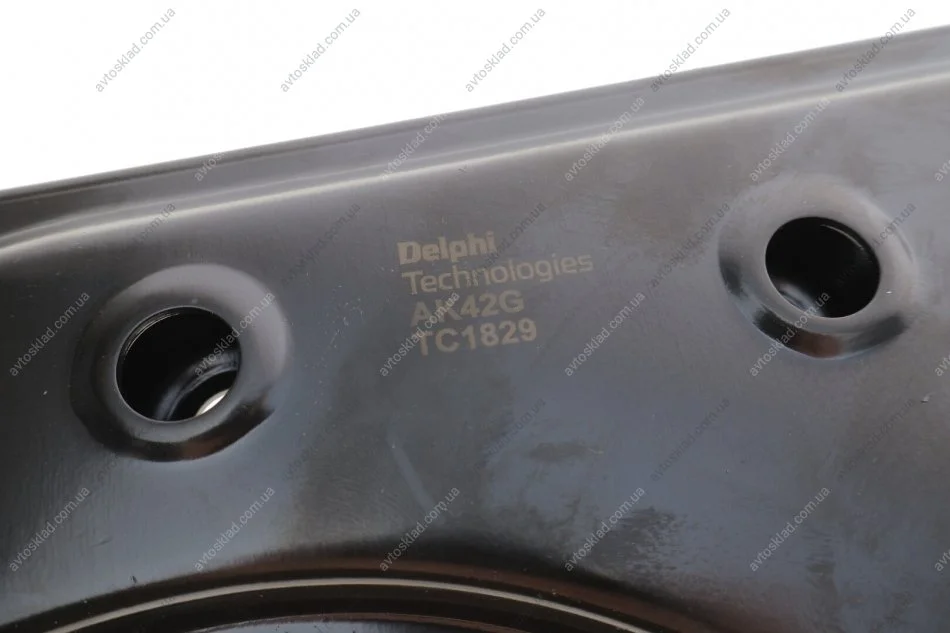 Delphi
Technologies
AK42G
TC1829
avtosklad.com.ua